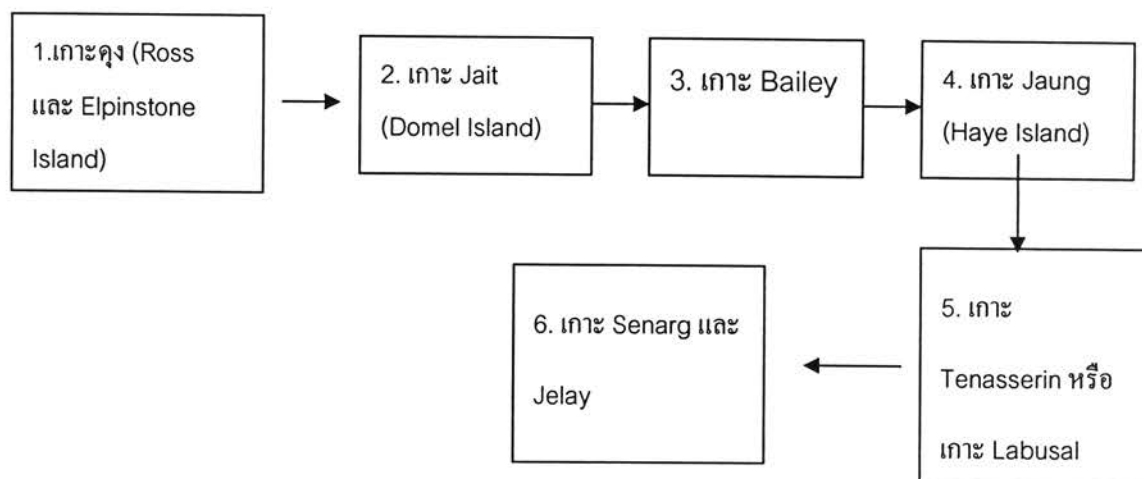 1.เกาะดุง (Ross
และ Elpinstone
Island)
2. เกาะ Jait
(Domel Island)
3. เกาะ Bailey
4. เกาะ Jaung
(Haye Island)
5. เกาะ
Tenasserin หรือ
เกาะ Labusal
6. เกาะ Senarg และ
Jelay